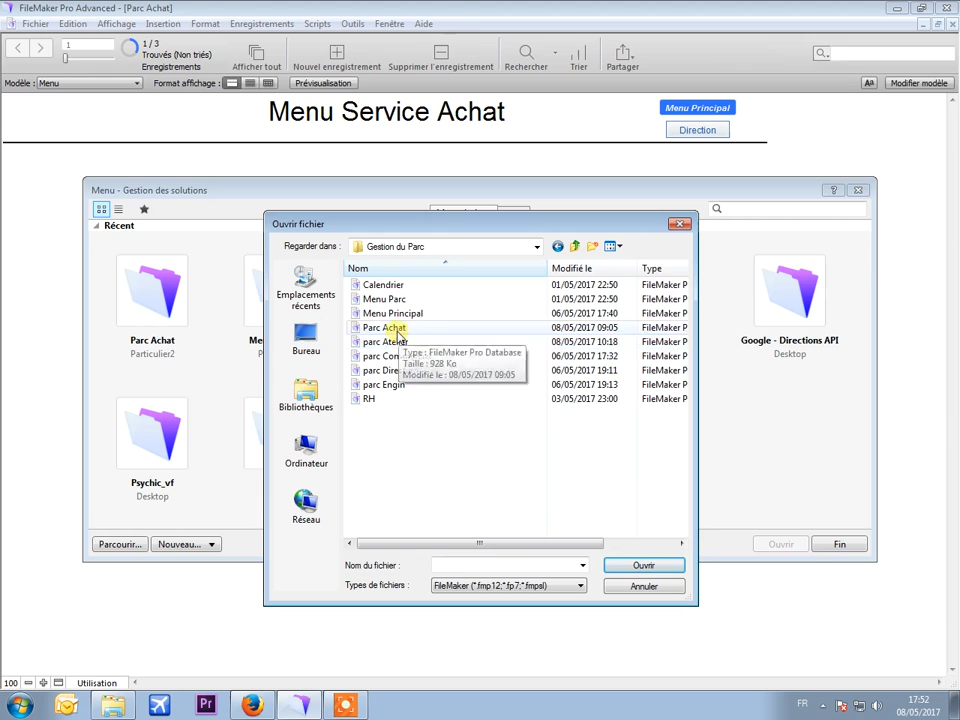 FileMaker Pro Advanced - [Parc Achat]
Fichier Edition Affichage Insertion Format Enregistrements Scripts Outils Fenêtre Aide
1
1 / 3
Trouvés (Non triés)
Enregistrements
Afficher tout
Nouvel enregistrement
Supprimer l'enregistrement
Rechercher
Trier
Partager
Modèle : Menu
Format affichage :
Prévisualisation
Aa
Modifier modèle
Menu Service Achat
Menu Principal
Direction
Menu - Gestion des solutions
Récent
Parc Achat
Particulier2
Psychic_vf
Desktop
Google - Directions API
Desktop
Parcourir...
Nouveau...
Ouvrir
Fin
Ouvrir fichier
Regarder dans :
Gestion du Parc
Nom
Modifié le
Type
Calendrier 01/05/2017 22:50 FileMaker P
Menu Parc 01/05/2017 22:50 FileMaker P
Menu Principal 06/05/2017 17:40 FileMaker P
Parc Achat 08/05/2017 09:05 FileMaker P
parc Atelier 08/05/2017 10:18 FileMaker P
parc Com 06/05/2017 17:32 FileMaker P
parc Dire 06/05/2017 19:11 FileMaker P
parc Engin 06/05/2017 19:13 FileMaker P
RH 03/05/2017 23:00 FileMaker P
Type : FileMaker Pro Database
Taille : 928 Ko
Modifié le : 08/05/2017 09:05
Emplacements récents
Bureau
Bibliothèques
Ordinateur
Réseau
Nom du fichier :
Ouvrir
Types de fichiers :
FileMaker (*.fmp12;*.fp7;*.fmpsl)
Annuler
100
Utilisation
Pr
FR
17:52
08/05/2017